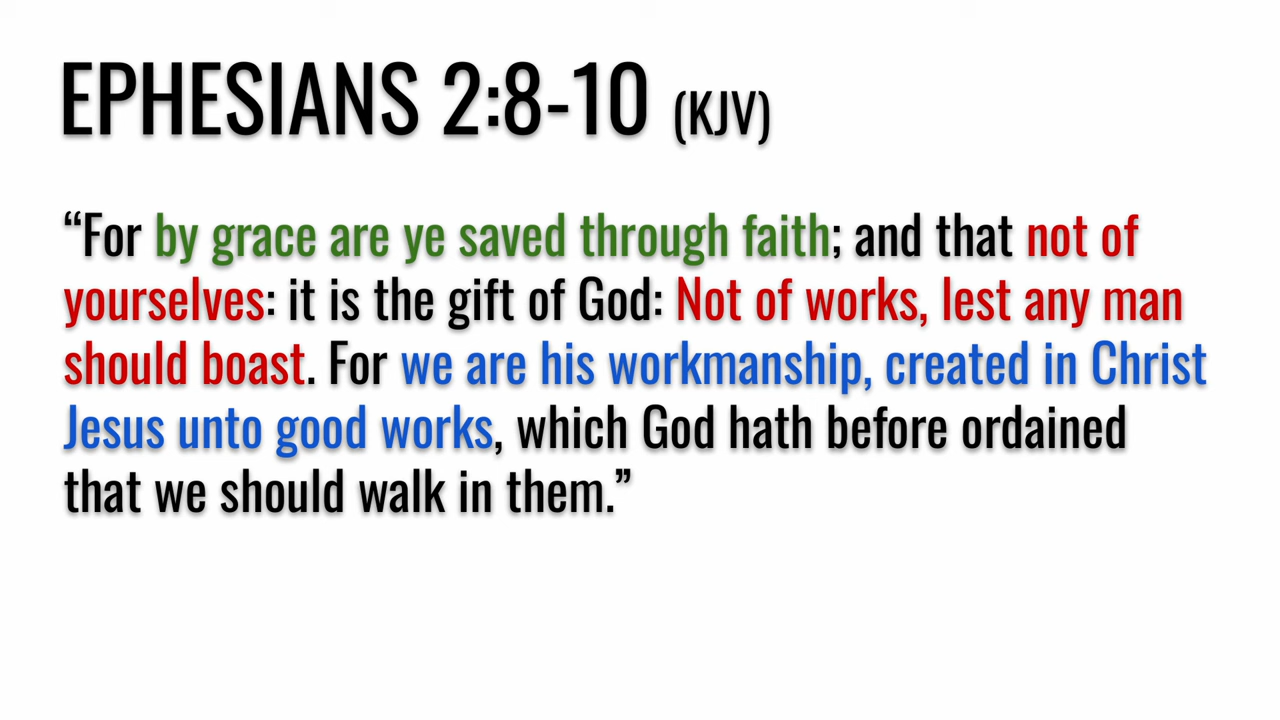 EPHESIANS 2:8-10 (KJV)
“For by grace are ye saved through faith; and that not of
yourselves: it is the gift of God: Not of works, lest any man
should boast. For we are his workmanship, created in Christ
Jesus unto good works, which God hath before ordained
that we should walk in them.”